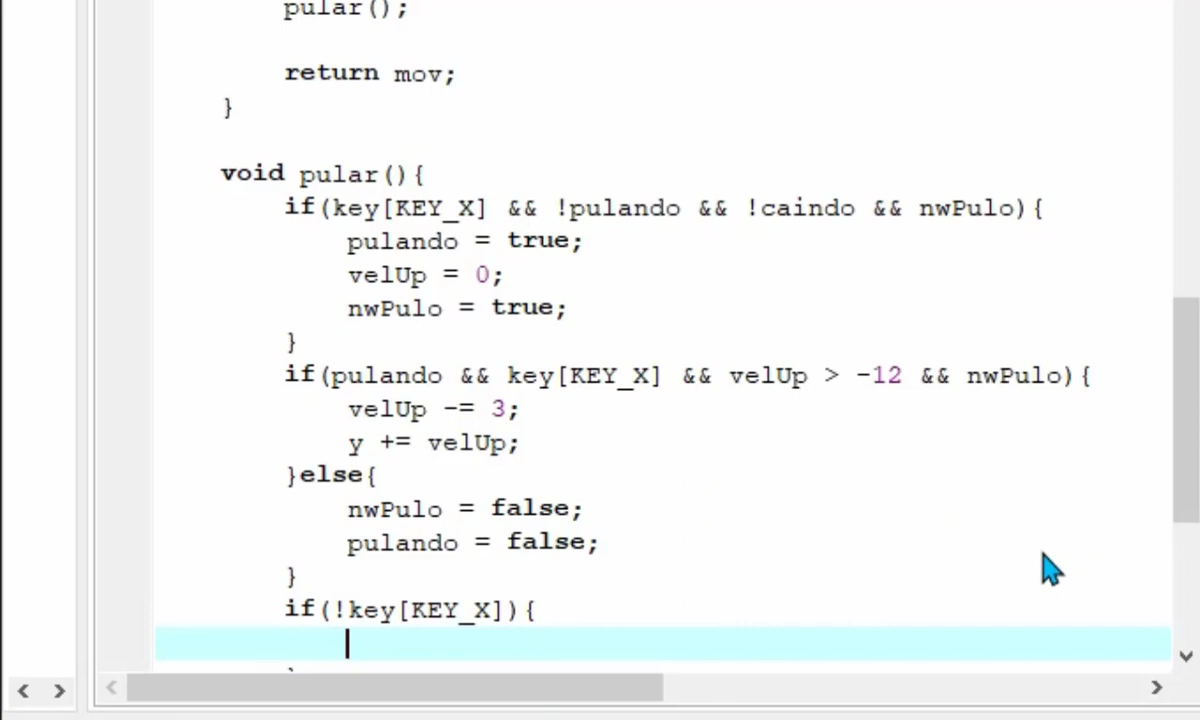 pular();
return mov;
}
void pular(){
if(key[KEY_X] && !pulando && !caindo && nwPulo){
pulando = true;
velUp = 0;
nwPulo = true;
}
if(pulando && key[KEY_X] && velUp > -12 && nwPulo){
velUp -= 3;
y += velUp;
}else{
nwPulo = false;
pulando = false;
}
if(!key[KEY_X]){